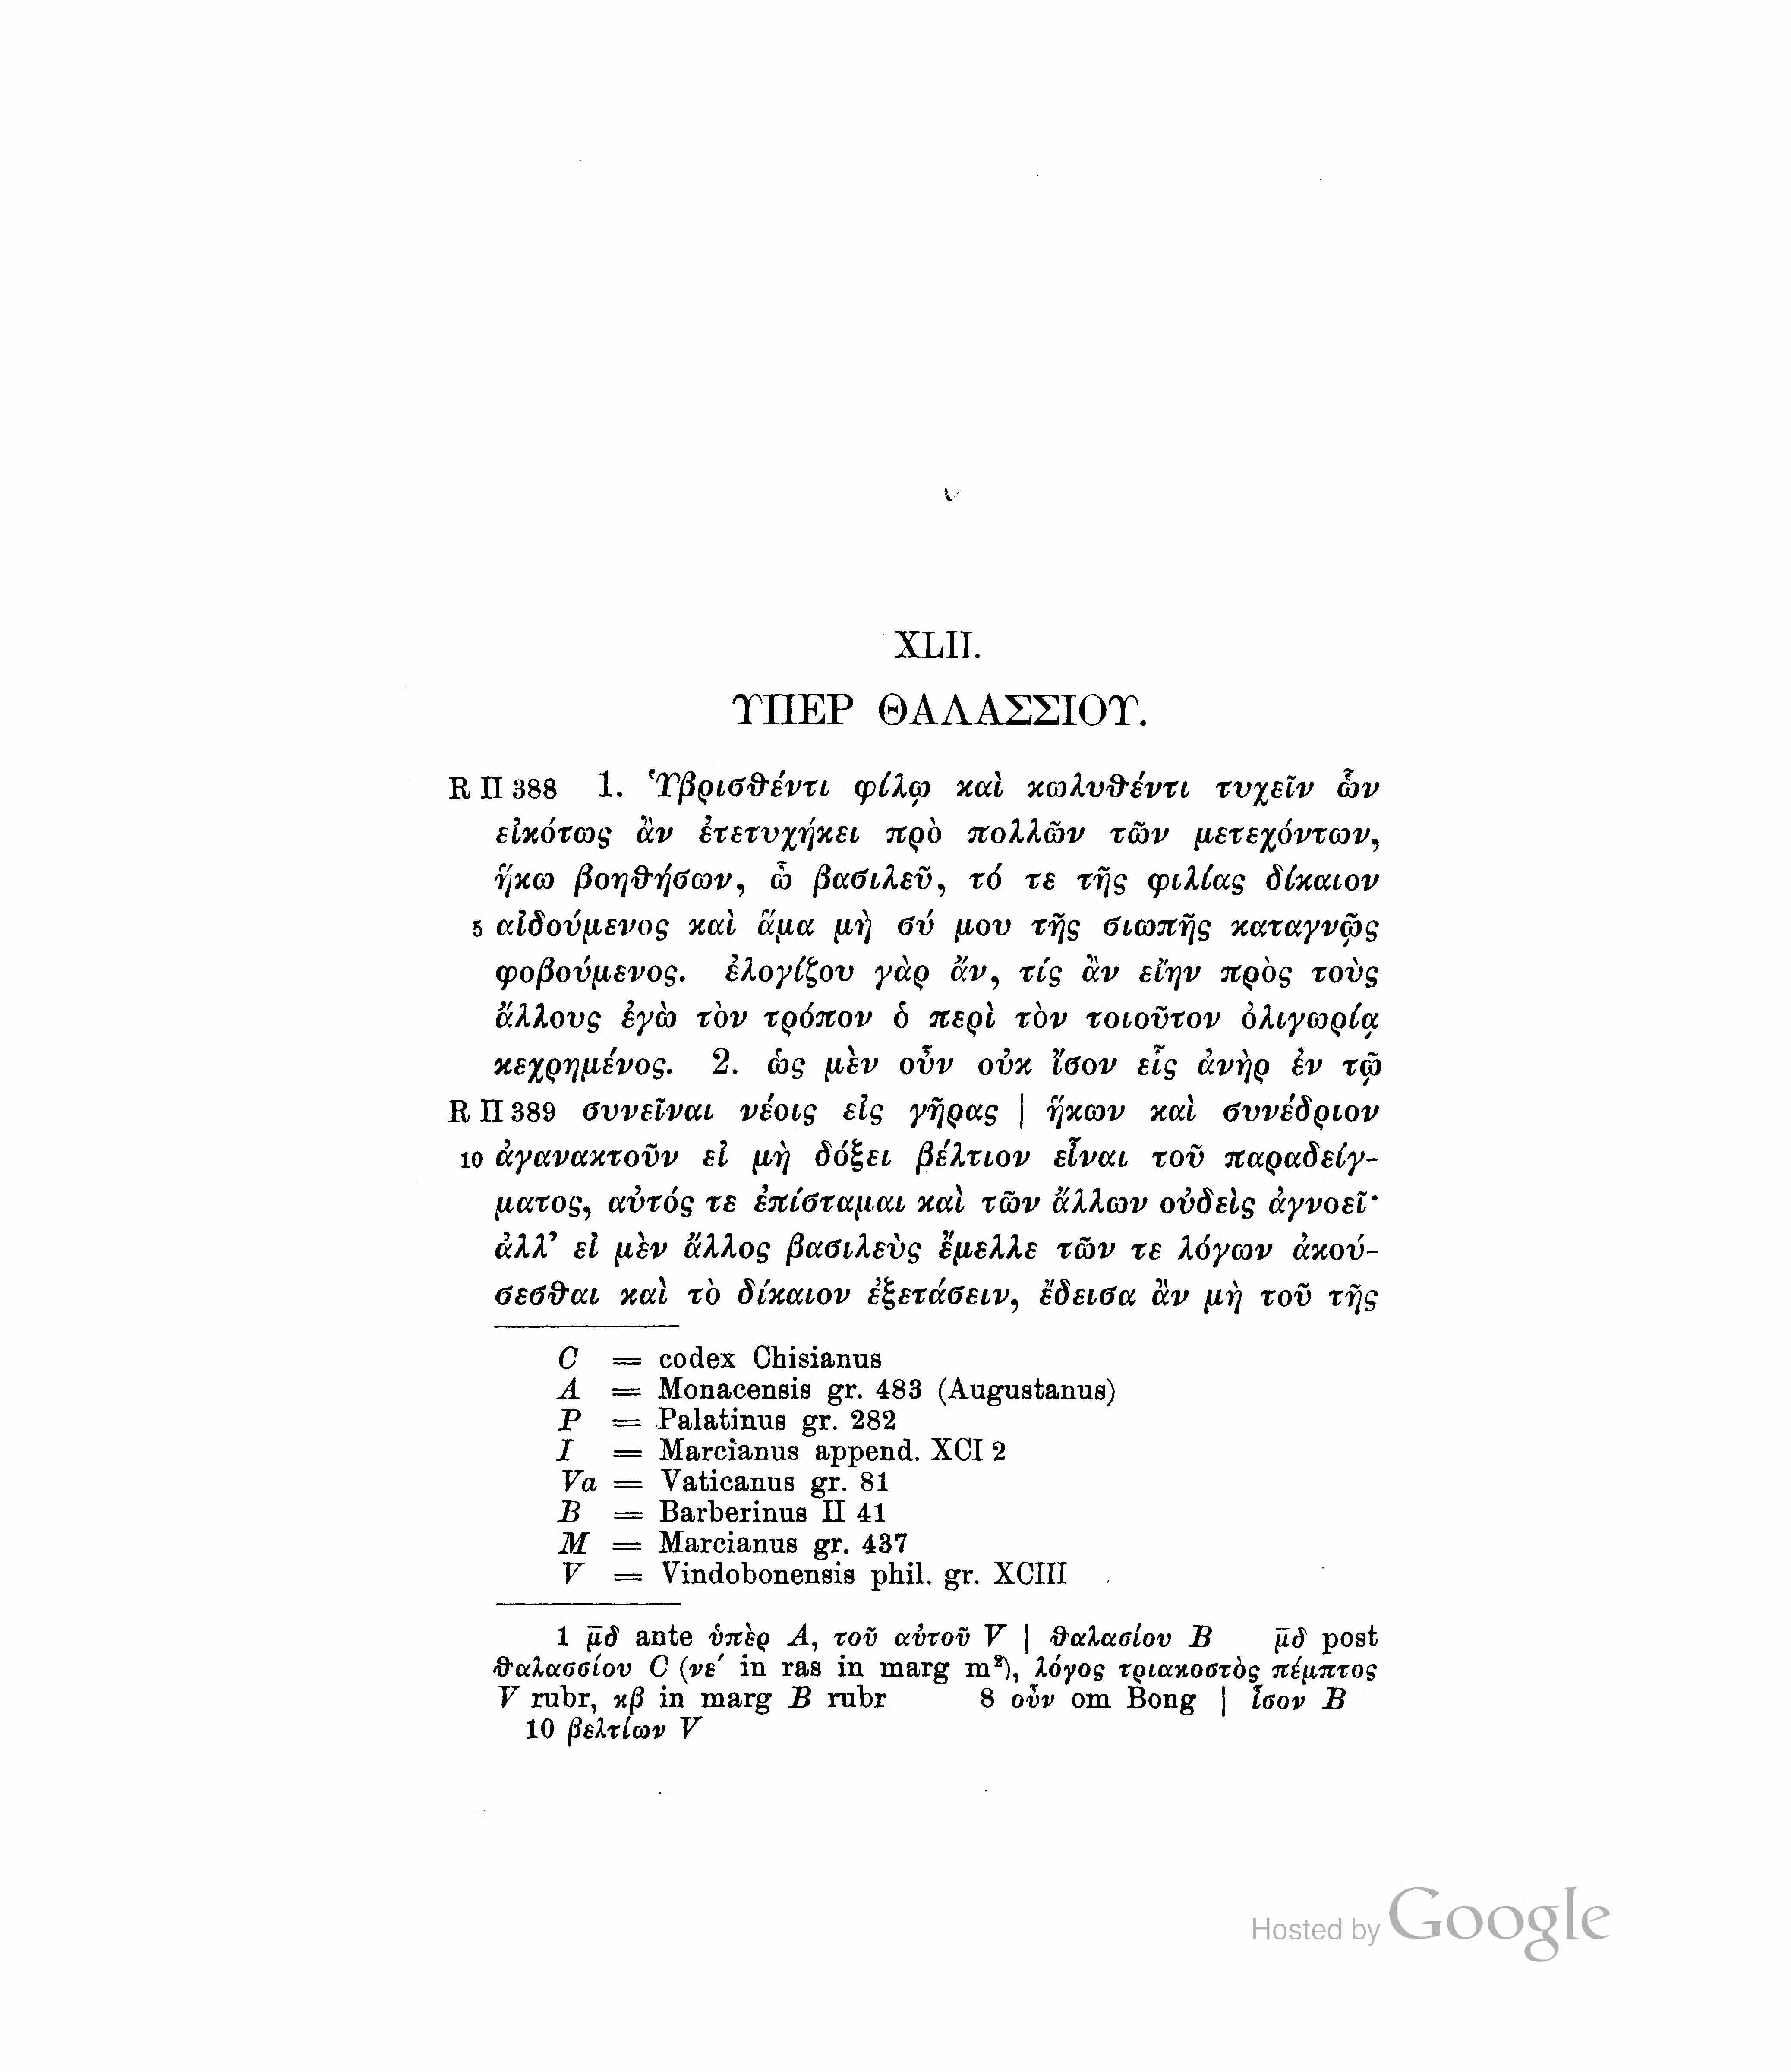 XLII.
ΥΠΕΡ ΘΑΛΑΣΣΙΟΥ.
R II 388 1. Ὑβρισθέντι φίλῳ καὶ κωλυθέντι τυχεῖν ὧν
εἰκότως ἂν ἐτετυχήκει πρὸ πολλῶν τῶν μετεχόντων,
ἥκω βοηθήσων, ὦ βασιλεῦ, τό τε τῆς φιλίας δίκαιον
5 αἰδούμενος καὶ ἅμα μὴ σύ μου τῆς σιωπῆς καταγνῷς
φοβούμενος. ἐλογίζου γὰρ ἄν, τίς ἂν εἴην πρὸς τοὺς
ἄλλους ἐγὼ τὸν τρόπον ὁ περὶ τὸν τοιοῦτον ὀλιγωρίᾳ
κεχρημένος. 2. ὡς μὲν οὖν οὐκ ἴσον εἷς ἀνὴρ ἐν τῷ
R II 389 συνεῖναι νέοις εἰς γῆρας | ἥκων καὶ συνέδριον
10 ἀγανακτοῦν εἰ μὴ δόξει βέλτιον εἶναι τοῦ παραδείγ-
ματος, αὐτός τε ἐπίσταμαι καὶ τῶν ἄλλων οὐδεὶς ἀγνοεῖ·
ἀλλ’ εἰ μὲν ἄλλος βασιλεὺς ἔμελλε τῶν τε λόγων ἀκού-
σεσθαι καὶ τὸ δίκαιον ἐξετάσειν, ἔδεισα ἂν μὴ τοῦ τῆς
C = codex Chisianus
A = Monacensis gr. 483 (Augustanus)
P = Palatinus gr. 282
I = Marcianus append. XCI 2
Va = Vaticanus gr. 81
B = Barberinus II 41
M = Marcianus gr. 437
V = Vindobonensis phil. gr. XCIII
1 μ̅δ̅ ante ὑπὲρ A, τοῦ αὐτοῦ V | θαλασίου B μ̅δ̅ post
θαλασσίου C (νε΄ in ras in marg m²), λόγος τριακοστὸς πέμπτος
V rubr, κβ in marg B rubr 8 οὖν om Bong | ἶσον B
10 βελτίων V
Hosted by Google